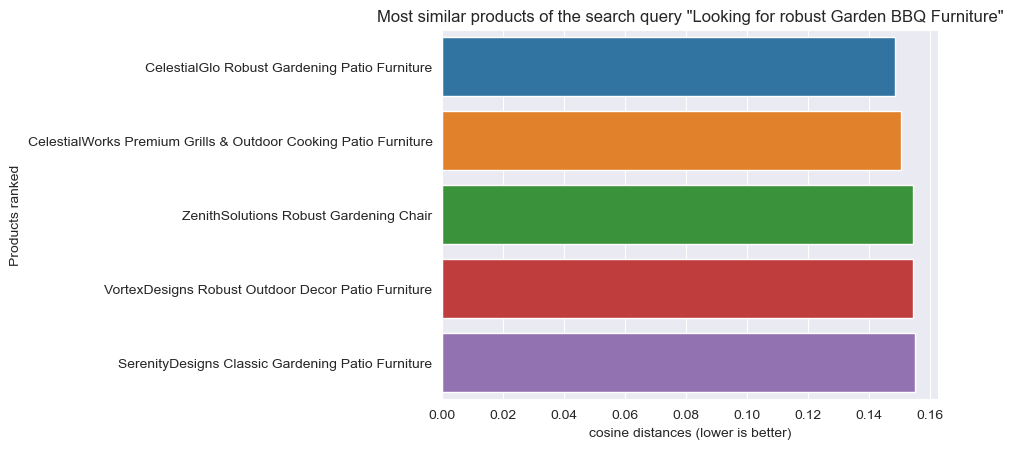 Most similar products of the search query "Looking for robust Garden BBQ Furniture"
Products ranked
CelestialGlo Robust Gardening Patio Furniture
CelestialWorks Premium Grills & Outdoor Cooking Patio Furniture
ZenithSolutions Robust Gardening Chair
VortexDesigns Robust Outdoor Decor Patio Furniture
SerenityDesigns Classic Gardening Patio Furniture
0.00 0.02 0.04 0.06 0.08 0.10 0.12 0.14 0.16
cosine distances (lower is better)